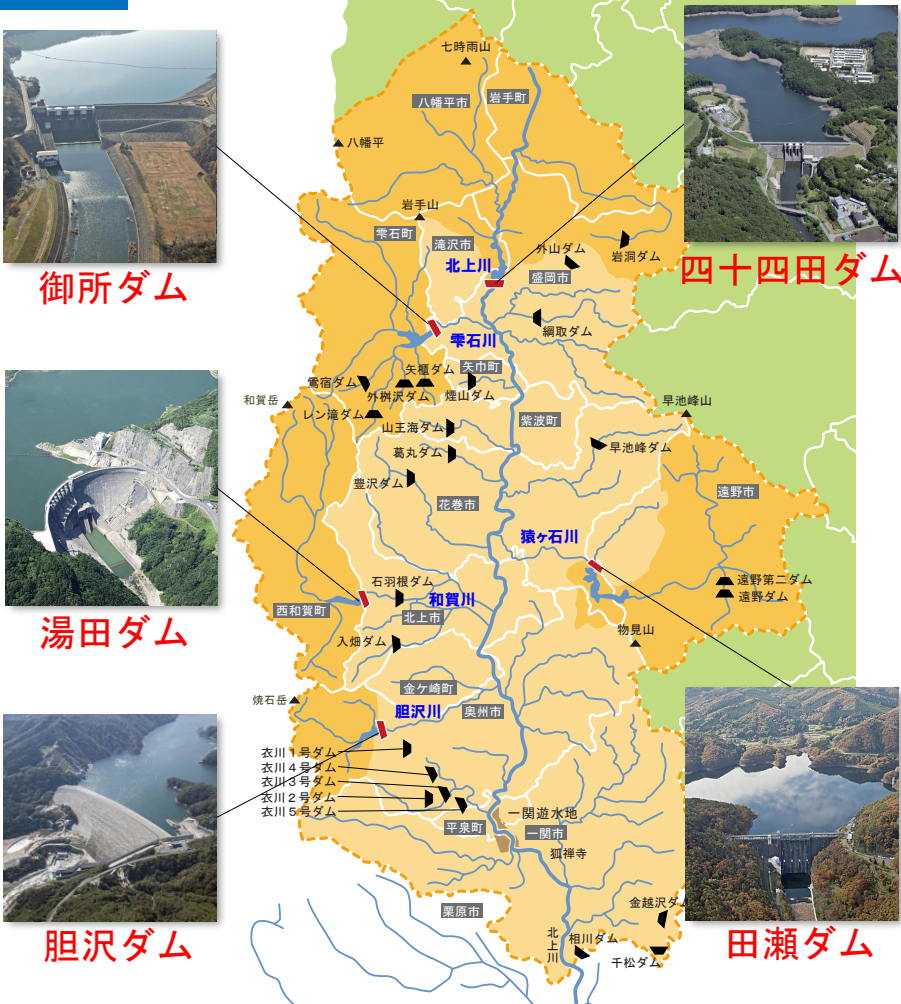 七時雨山
八幡平市
岩手町
八幡平
岩手山
雫石町
滝沢市
北上川
外山ダム
岩洞ダム
盛岡市
御所ダム
四十四田ダム
綱取ダム
雫石川
矢巾町
矢櫃ダム
鶯宿ダム
外桝沢ダム
煙山ダム
和賀岳
レン滝ダム
早池峰山
山王海ダム
紫波町
早池峰ダム
葛丸ダム
豊沢ダム
遠野市
花巻市
猿ヶ石川
石羽根ダム
遠野第二ダム
遠野ダム
和賀川
西和賀町
北上市
湯田ダム
入畑ダム
物見山
金ケ崎町
焼石岳
胆沢川
奥州市
衣川1号ダム
衣川4号ダム
衣川3号ダム
衣川2号ダム
衣川5号ダム
一関遊水地
平泉町
一関市
狐禅寺
金越沢ダム
栗原市
北上川
相川ダム
千松ダム
胆沢ダム
田瀬ダム